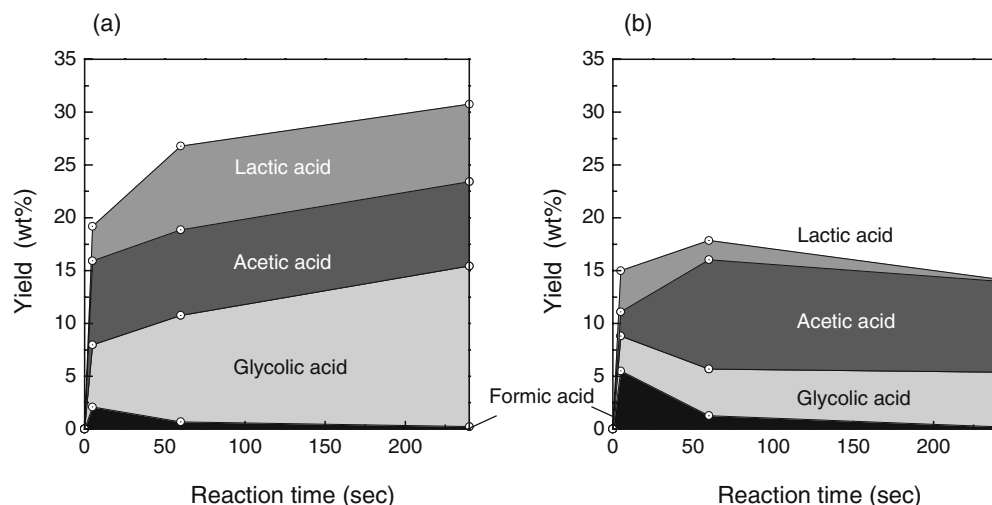 (a)
(b)
Yield (wt%)
35
30
25
20
15
10
5
0
Lactic acid
Acetic acid
Glycolic acid
0 50 100 150 200
Reaction time (sec)
Formic acid
Yield (wt%)
35
30
25
20
15
10
5
0
Lactic acid
Acetic acid
Glycolic acid
0 50 100 150 200
Reaction time (sec)